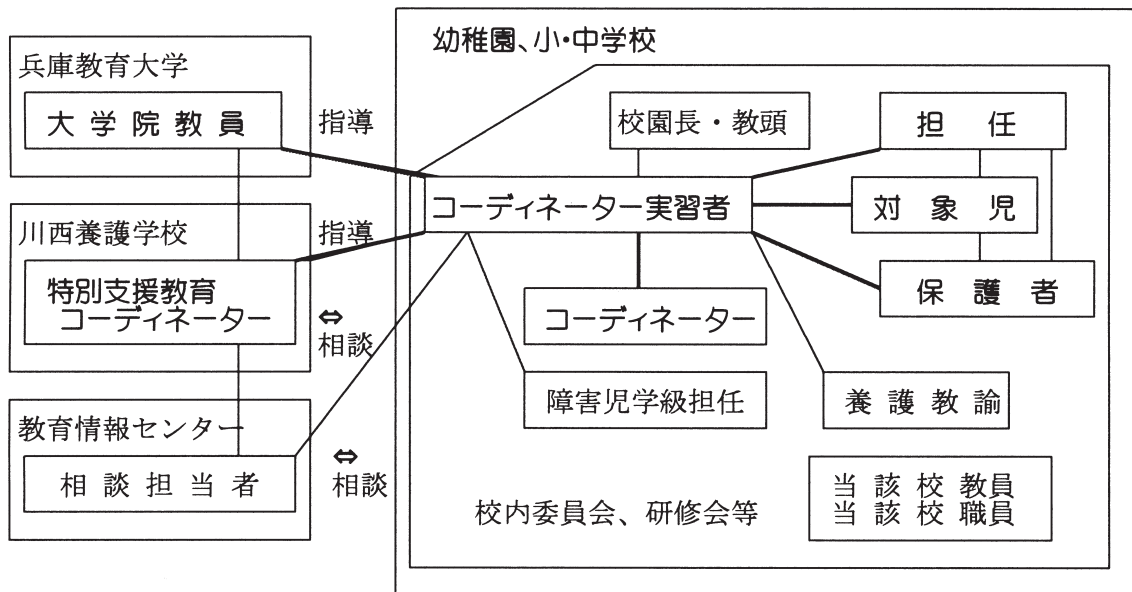 兵庫教育大学
大学院教員
指導
川西養護学校
指導
特別支援教育
コーディネーター
⇔
相談
教育情報センター
相談担当者
⇔
相談
幼稚園、小・中学校
校園長・教頭
担任
コーディネーター実習者
対象児
コーディネーター
保護者
障害児学級担任
養護教諭
校内委員会、研修会等
当該校教員
当該校職員